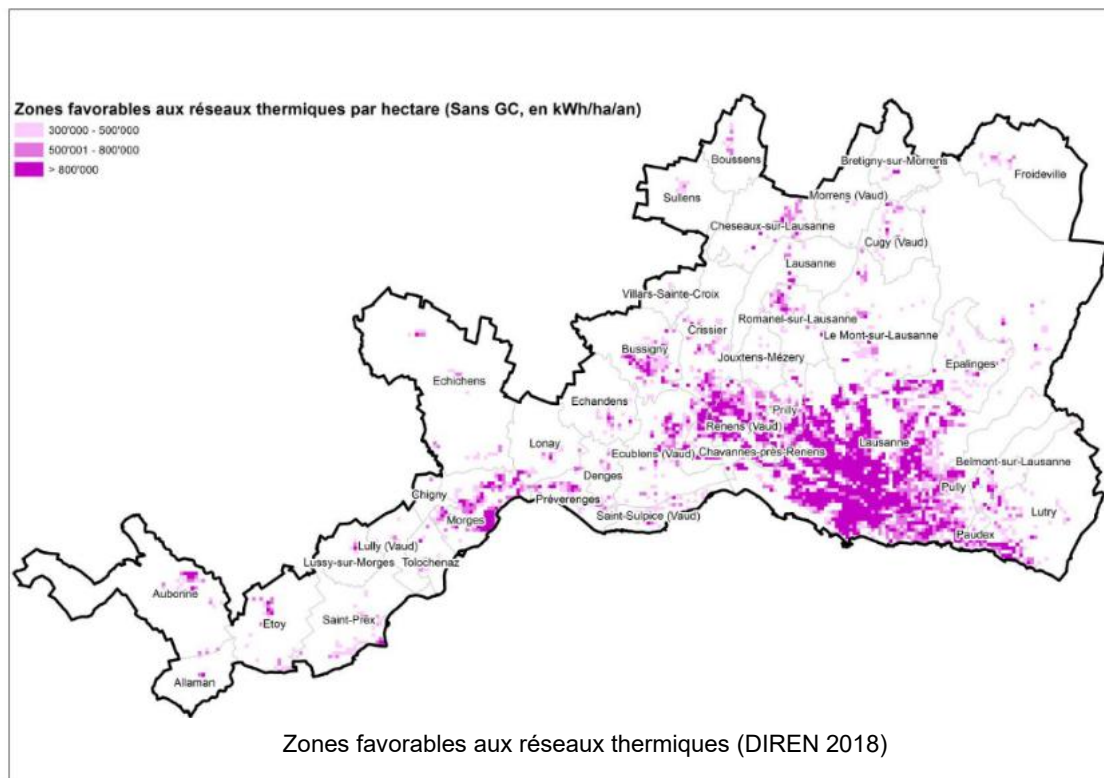 Zones favorables aux réseaux thermiques par hectare (Sans GC, en kWh/ha/an)
300'000 - 500'000
500'001 - 800'000
> 800'000
Boussens
Bretigny-sur-Morrens
Froideville
Sullens
Morrens (Vaud)
Cheseaux-sur-Lausanne
Cugy (Vaud)
Lausanne
Villars-Sainte-Croix
Romanel-sur-Lausanne
Crissier
Le Mont-sur-Lausanne
Bussigny
Jouxtens-Mézery
Epalinges
Echichens
Echandens
Prilly
Renens (Vaud)
Lausanne
Lonay
Ecublens (Vaud)
Chavannes-près-Renens
Belmont-sur-Lausanne
Denges
Pully
Chigny
Préverenges
Lutry
Morges
Saint-Sulpice (Vaud)
Paudex
Lully (Vaud)
Lussy-sur-Morges
Tolochenaz
Aubonne
Etoy
Saint-Prex
Allaman
Zones favorables aux réseaux thermiques (DIREN 2018)